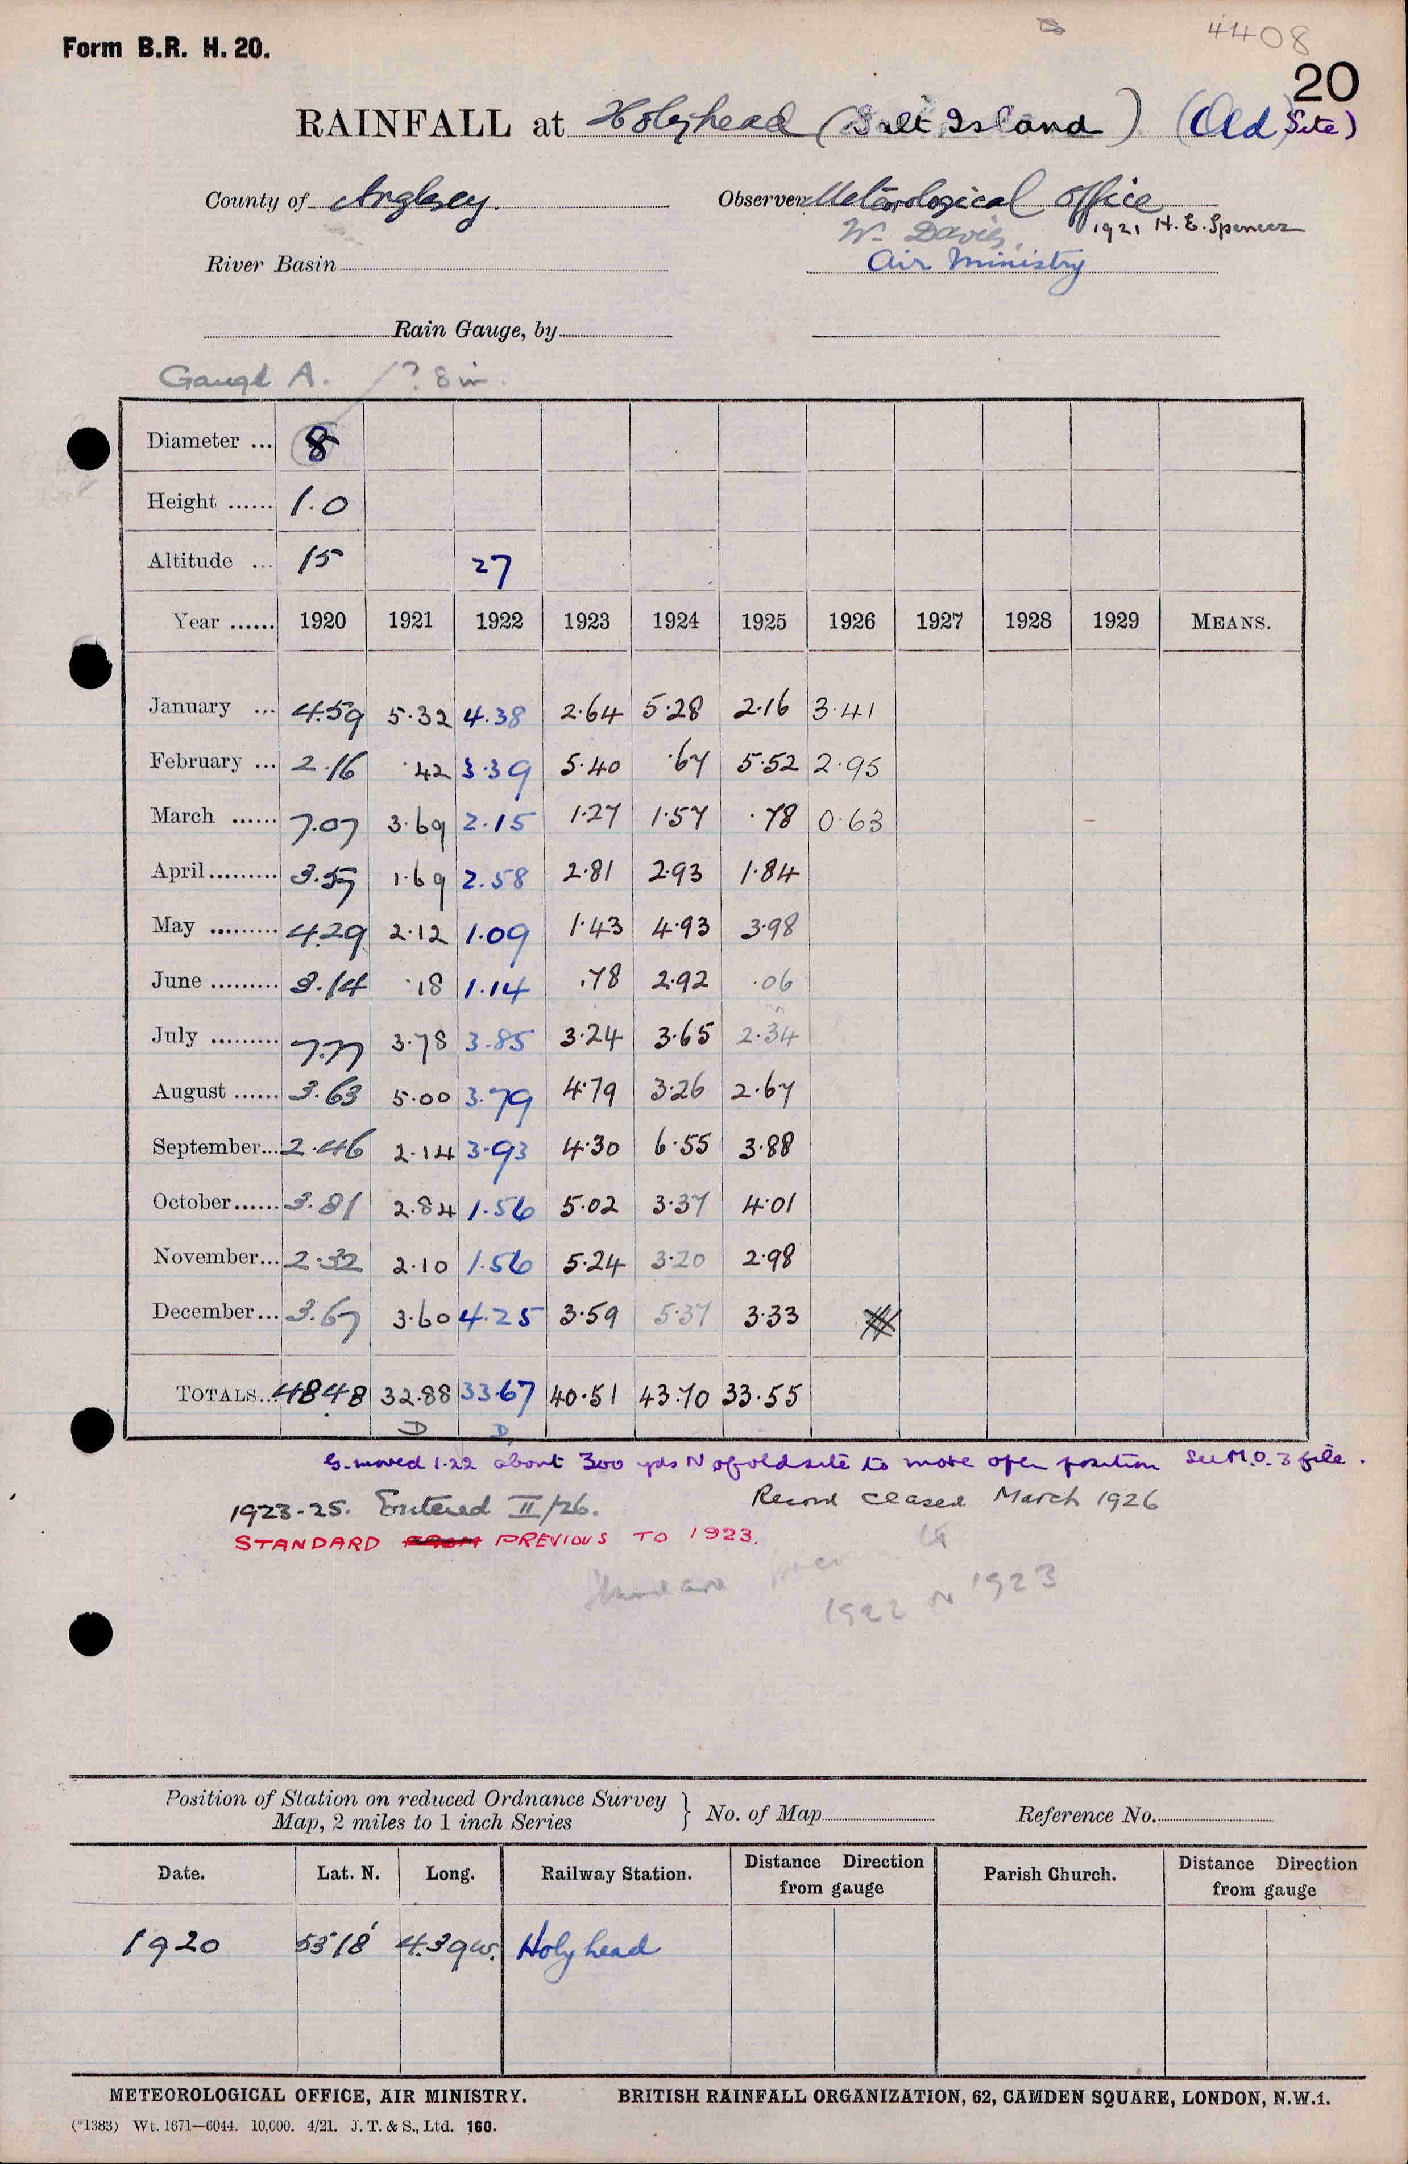 4408
Form B.R. H. 20.
20
RAINFALL at Holyhead (Salt Island) (Old Site)
County of Anglesey. Observer Meteorological Office
W. Davies, 1921 H. E. Spencer
River Basin Air Ministry
Rain Gauge, by
Gauge A. ? 8 in.
Diameter ... 8
Height ...... 1.0
Altitude ... 15 27
Year ...... 1920 1921 1922 1923 1924 1925 1926 1927 1928 1929 MEANS.
January ... 4.59 5.32 4.38 2.64 5.28 2.16 3.41
February ... 2.16 .42 3.39 5.40 .67 5.52 2.95
March ...... 7.07 3.69 2.15 1.27 1.57 .78 0.63
April......... 3.57 1.69 2.58 2.81 2.93 1.84
May ......... 4.29 2.12 1.09 1.43 4.93 3.98
June ......... 3.14 .18 1.14 .78 2.92 .06
July ......... 7.77 3.78 3.85 3.24 3.65 2.34
August ...... 3.63 5.00 3.79 4.79 3.26 2.67
September... 2.46 2.14 3.93 4.30 6.55 3.88
October...... 3.81 2.84 1.56 5.02 3.37 4.01
November... 2.32 2.10 1.56 5.24 3.20 2.98
December... 3.67 3.60 4.25 3.59 5.37 3.33
TOTALS... 48.48 32.88 33.67 40.51 43.70 33.55
D D
G. moved 1.22 about 300 yds N of old site to more open position See M.O. 3 file.
1923-25. Entered II/26. Record ceased March 1926
STANDARD FROM PREVIOUS TO 1923.
1922 or 1923
Position of Station on reduced Ordnance Survey
Map, 2 miles to 1 inch Series } No. of Map Reference No.
Date. Lat. N. Long. Railway Station. Distance Direction from gauge Parish Church. Distance Direction from gauge
1920 53°18′ 4.39W. Holyhead
METEOROLOGICAL OFFICE, AIR MINISTRY. BRITISH RAINFALL ORGANIZATION, 62, CAMDEN SQUARE, LONDON, N.W.1.
(*1383) Wt. 1671—6044. 10,000. 4/21. J. T. & S., Ltd. 160.